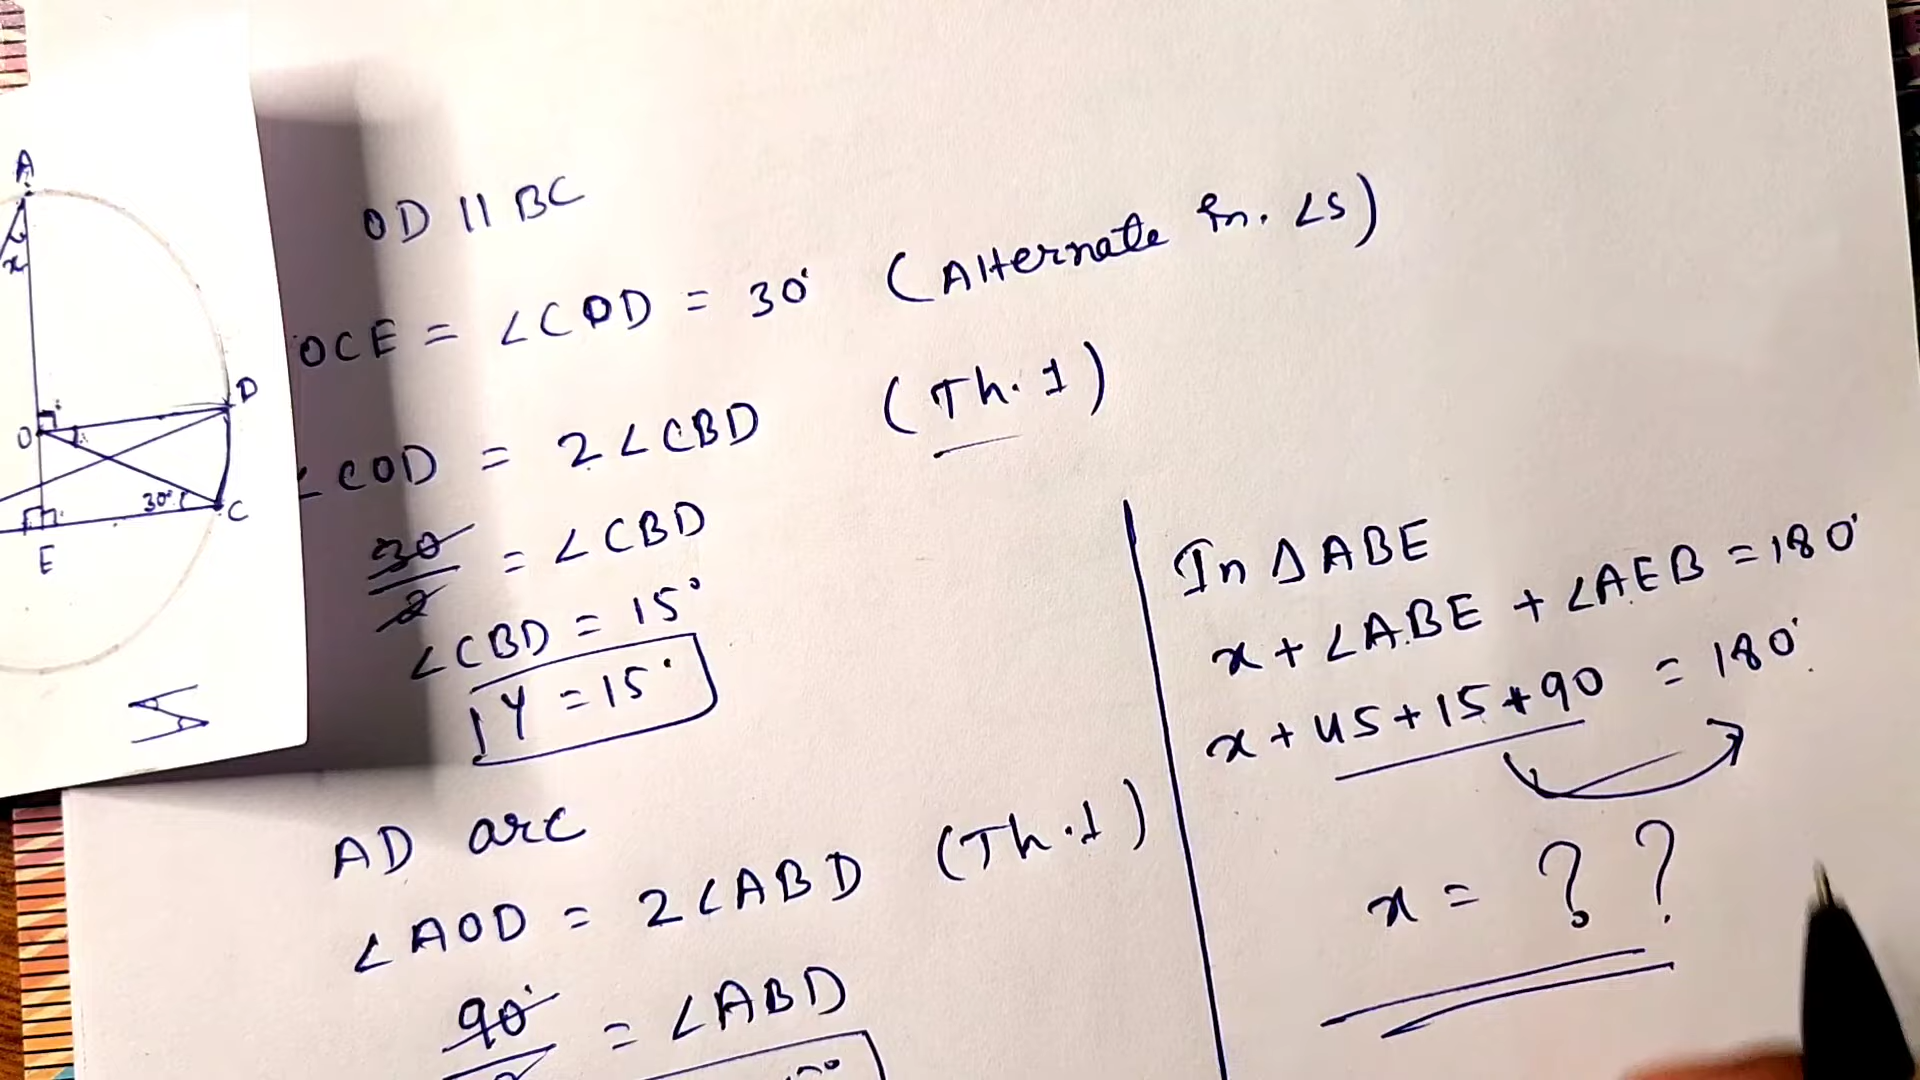 A
x
O
D
30°
C
E
OD || BC
OCE = ∠COD = 30° (Alternate In. ∠s)
∠COD = 2∠CBD (Th. 1)
30/2 = ∠CBD
∠CBD = 15°
Y = 15°
AD arc
∠AOD = 2∠ABD (Th. 1)
90° = ∠ABD
In Δ ABE
x + ∠ABE + ∠AEB = 180°
x + 45 + 15 + 90 = 180°
x = ? ?